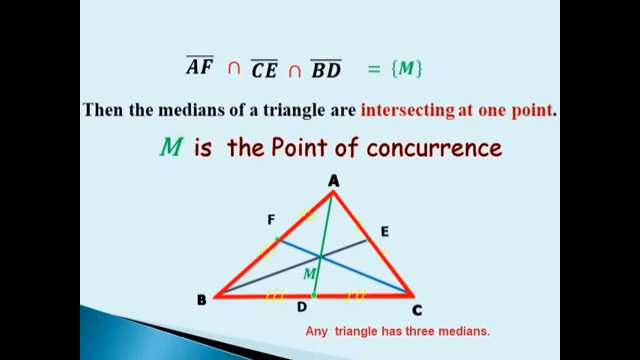 AF ∩ CE ∩ BD = {M}
Then the medians of a triangle are intersecting at one point.
M is the Point of concurrence
A
F
E
M
B
D
C
Any triangle has three medians.